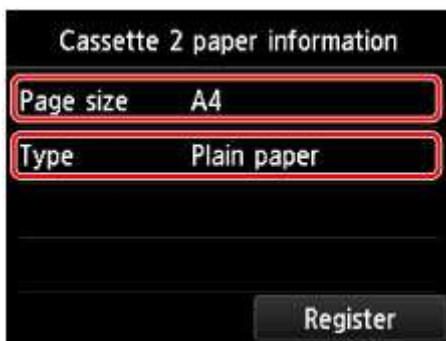 Cassette 2 paper information
Page size A4
Type Plain paper
Register